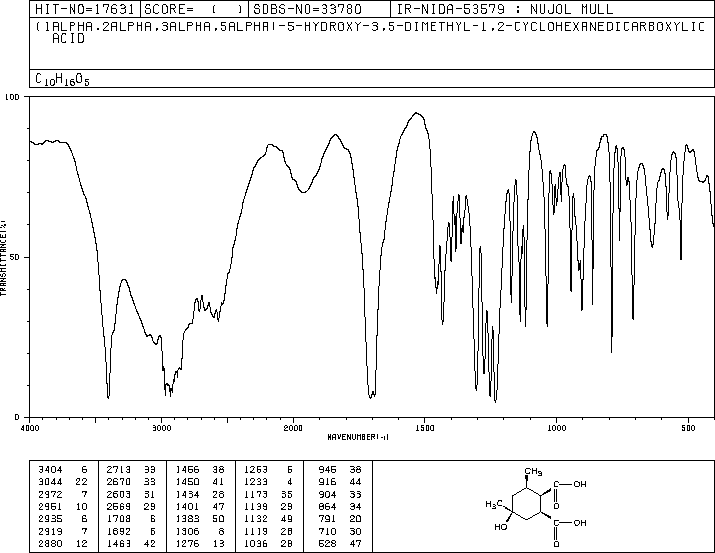 HIT-NO=17631 SCORE= ( ) SDBS-NO=33780 IR-NIDA-53579 : NUJOL MULL
(1ALPHA,2ALPHA,3ALPHA,5ALPHA)-5-HYDROXY-3,5-DIMETHYL-1,2-CYCLOHEXANEDICARBOXYLIC
ACID
C10H16O5
100
50
0
TRANSMITTANCE(%)
4000 3000 2000 1500 1000 500
WAVENUMBER(-1)
3404 6 2713 33 1456 38 1253 6 945 38
3044 22 2670 33 1450 41 1233 4 916 44
2972 7 2603 31 1434 28 1173 35 904 33
2951 10 2569 29 1401 47 1139 29 864 34
2935 6 1708 6 1383 50 1132 49 791 20
2919 7 1692 6 1306 8 1119 28 710 30
2880 12 1463 42 1276 13 1036 28 528 47
CH3
C OH
O
H3C
HO
C OH
O